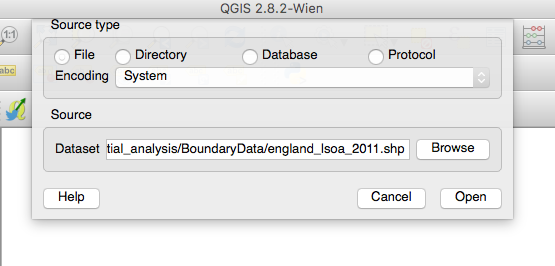 QGIS 2.8.2-Wien
Source type
1:1
File Directory Database Protocol
Encoding System
abc
Source
Dataset tial_analysis/BoundaryData/england_lsoa_2011.shp Browse
Help Cancel Open